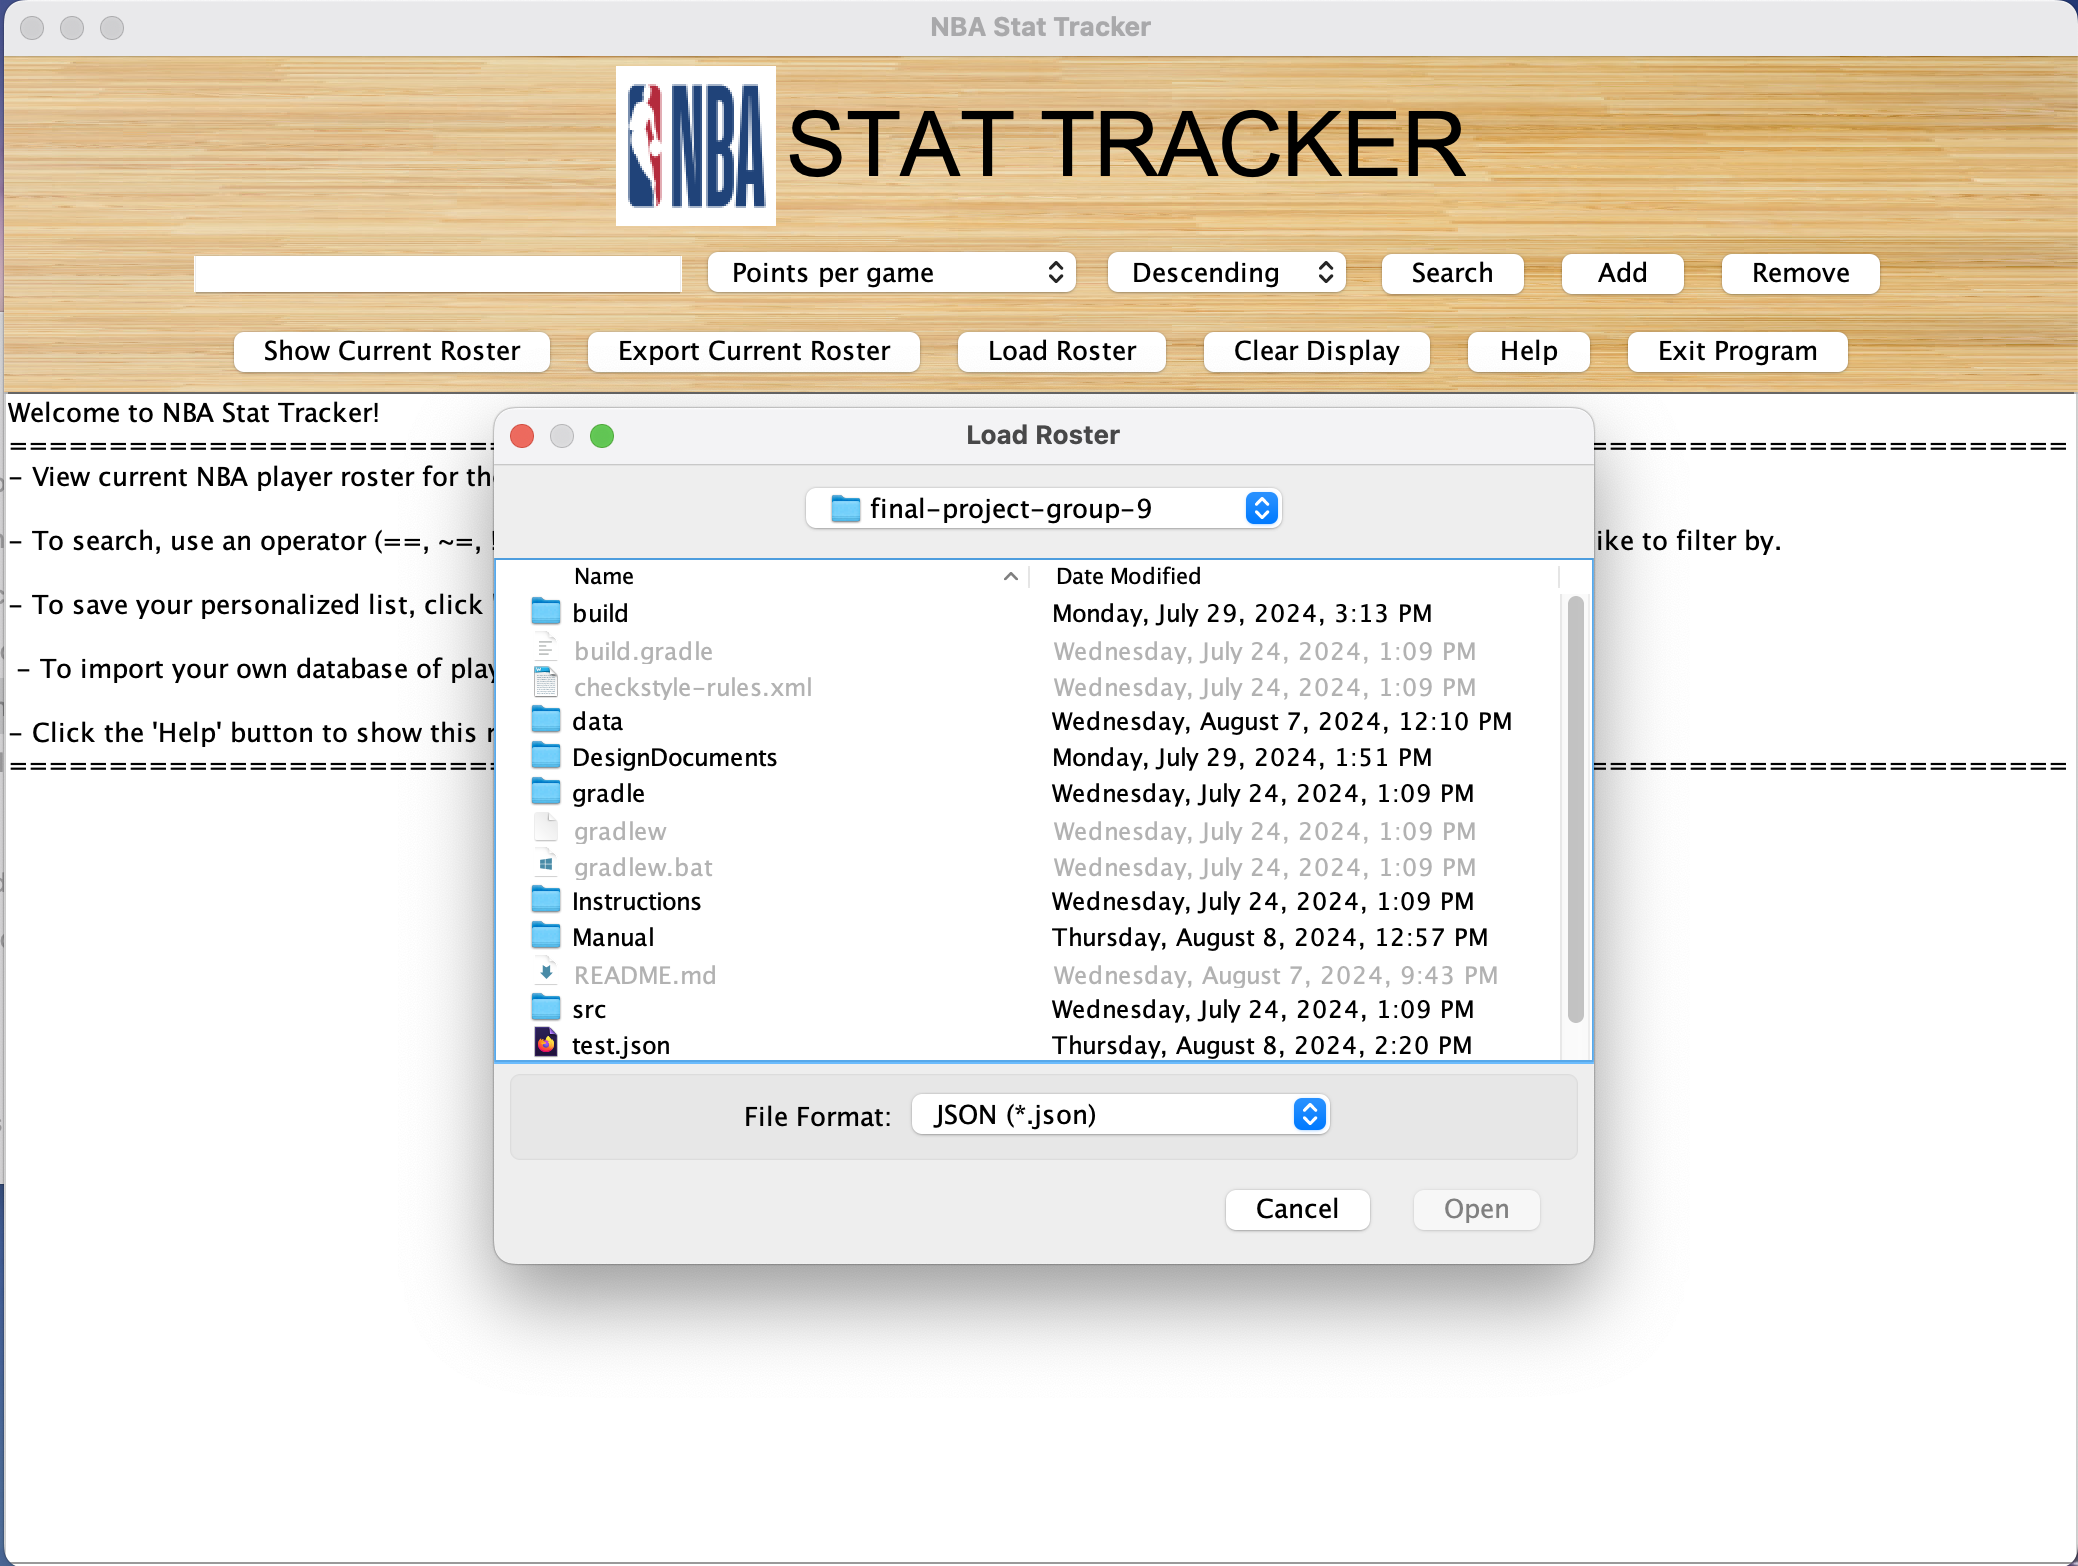 NBA Stat Tracker
NBA STAT TRACKER
Points per game Descending Search Add Remove
Show Current Roster Export Current Roster Load Roster Clear Display Help Exit Program
Welcome to NBA Stat Tracker!
- View current NBA player roster for
- To search, use an operator (==, ~=, ike to filter by.
- To save your personalized list, click
- To import your own database of
- Click the 'Help' button to show this
Load Roster
final-project-group-9
Name Date Modified
build Monday, July 29, 2024, 3:13 PM
build.gradle Wednesday, July 24, 2024, 1:09 PM
checkstyle-rules.xml Wednesday, July 24, 2024, 1:09 PM
data Wednesday, August 7, 2024, 12:10 PM
DesignDocuments Monday, July 29, 2024, 1:51 PM
gradle Wednesday, July 24, 2024, 1:09 PM
gradlew Wednesday, July 24, 2024, 1:09 PM
gradlew.bat Wednesday, July 24, 2024, 1:09 PM
Instructions Wednesday, July 24, 2024, 1:09 PM
Manual Thursday, August 8, 2024, 12:57 PM
README.md Wednesday, August 7, 2024, 9:43 PM
src Wednesday, July 24, 2024, 1:09 PM
test.json Thursday, August 8, 2024, 2:20 PM
File Format: JSON (*.json)
Cancel Open